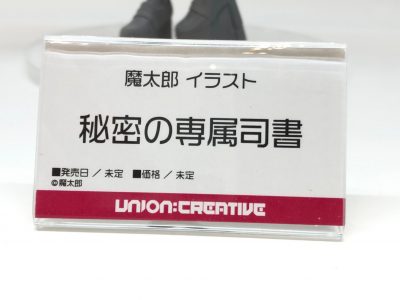 魔太郎 イラスト
秘密の専属司書
■発売日 / 未定 ■価格 / 未定
©魔太郎
UNION:CREATIVE